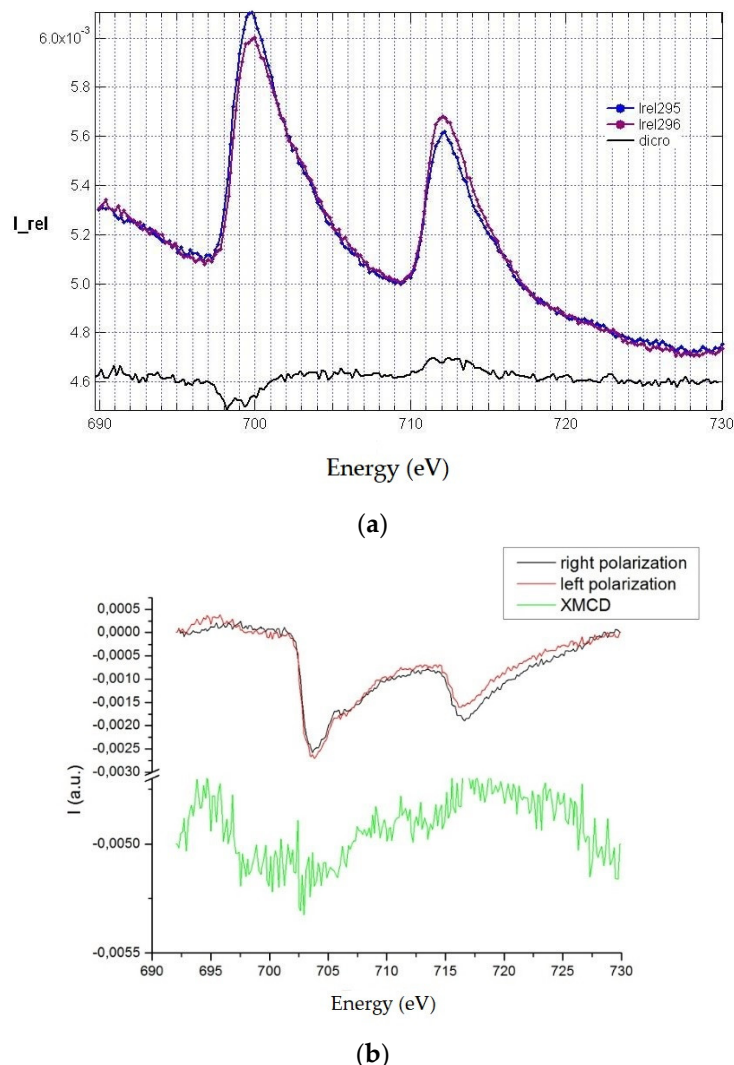 6.0x10⁻³
5.8
5.6
5.4
I_rel
5.2
5.0
4.8
4.6
Irel295
Irel296
dicro
690 700 710 720 730
Energy (eV)
(a)
right polarization
left polarization
XMCD
0,0005
0,0000
-0,0005
-0,0010
-0,0015
-0,0020
-0,0025
-0,0030
I (a.u.)
-0,0050
-0,0055
690 695 700 705 710 715 720 725 730
Energy (eV)
(b)